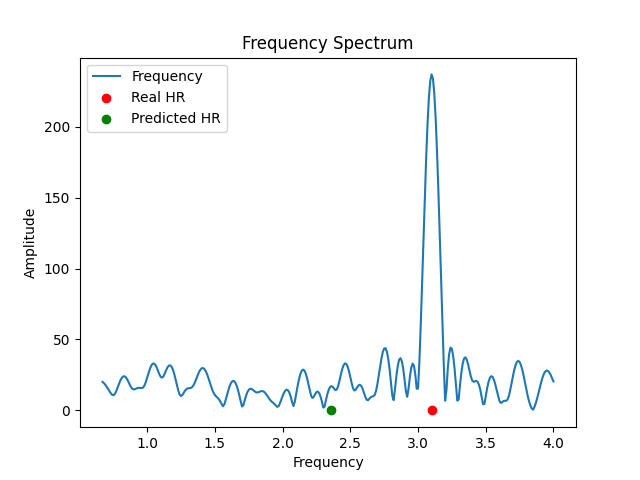 Frequency Spectrum
Frequency
Real HR
Predicted HR
Amplitude
200
150
100
50
0
1.0 1.5 2.0 2.5 3.0 3.5 4.0
Frequency